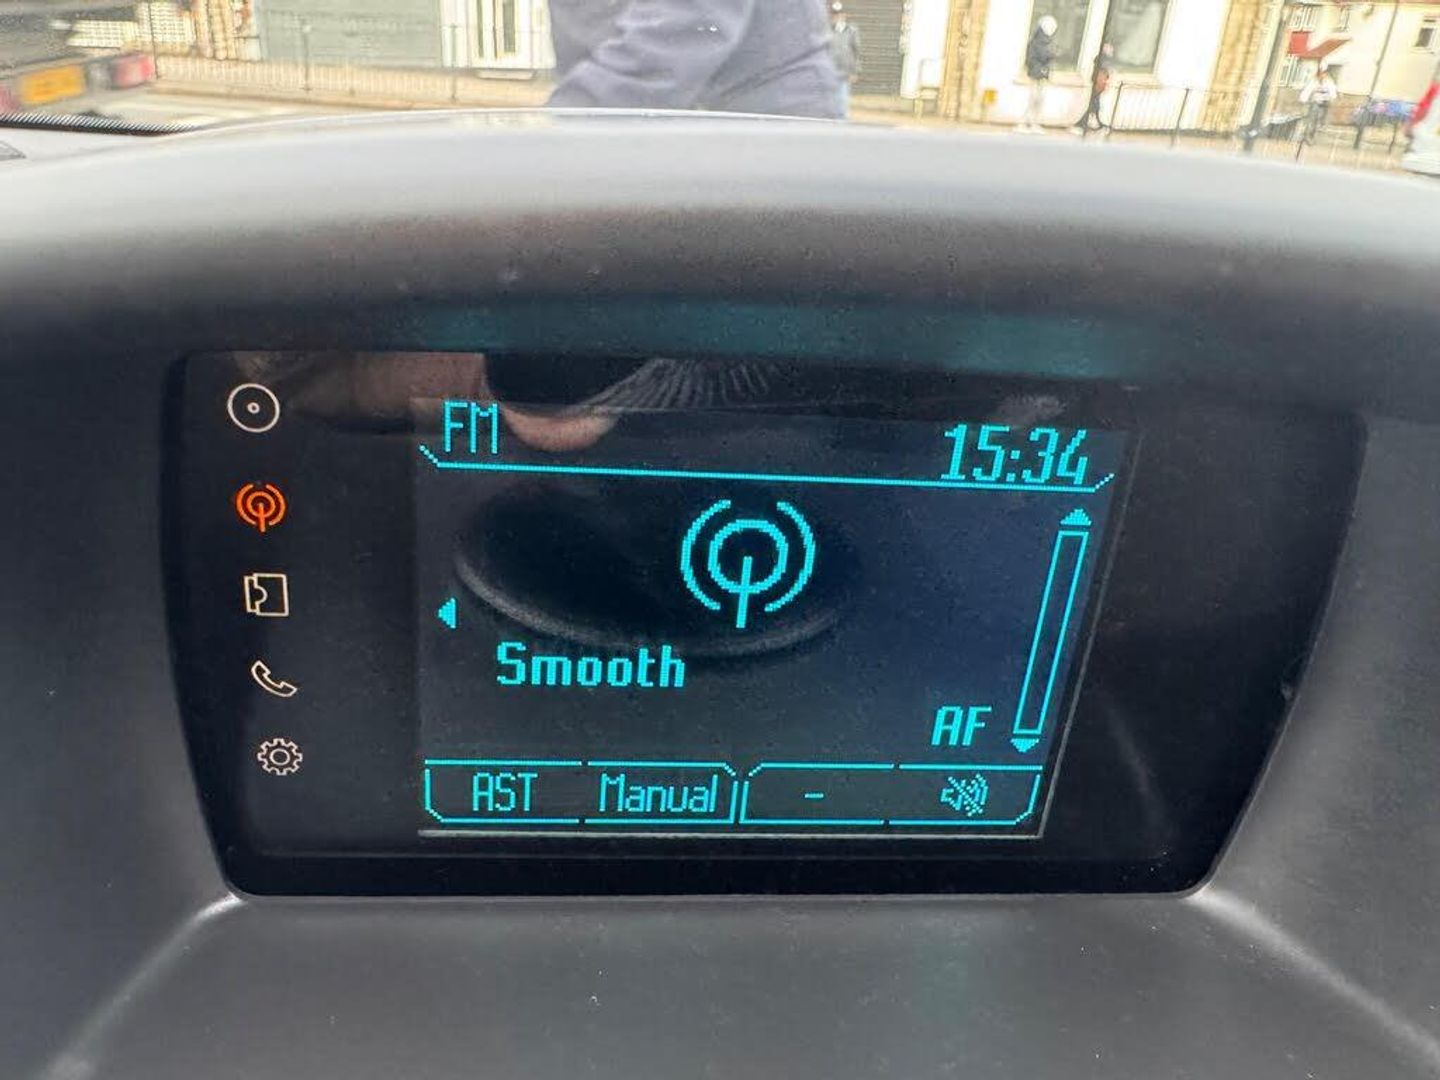 FM 15:34
Smooth
AF
AST Manual -